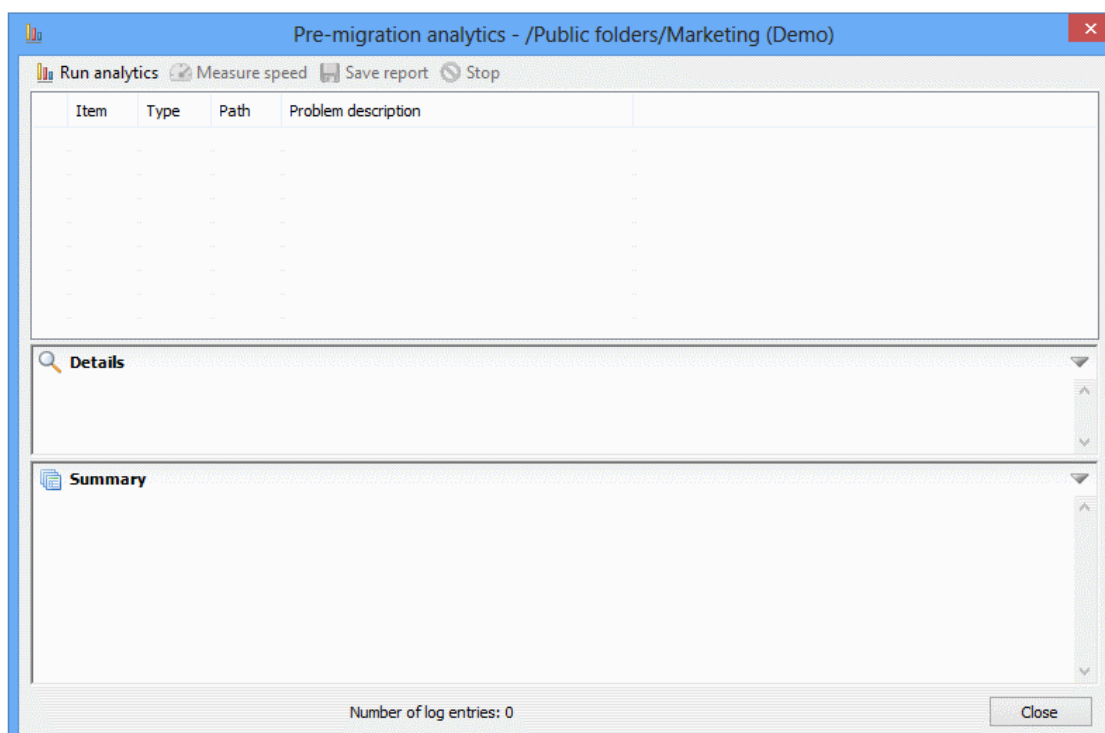 Pre-migration analytics - /Public folders/Marketing (Demo)
Run analytics Measure speed Save report Stop
Item Type Path Problem description
Details
Summary
Number of log entries: 0 Close